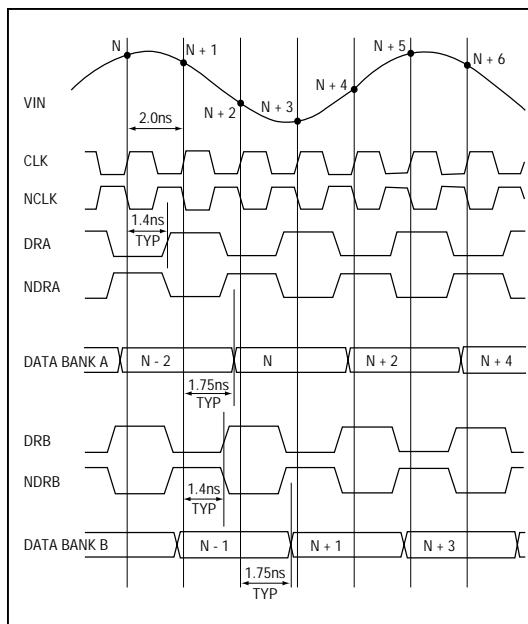 N
N + 1
N + 2
N + 3
N + 4
N + 5
N + 6
VIN
2.0ns
CLK
NCLK
1.4ns
TYP
DRA
NDRA
DATA BANK A
N - 2
N
N + 2
N + 4
1.75ns
TYP
DRB
NDRB
1.4ns
TYP
DATA BANK B
N - 1
N + 1
N + 3
1.75ns
TYP